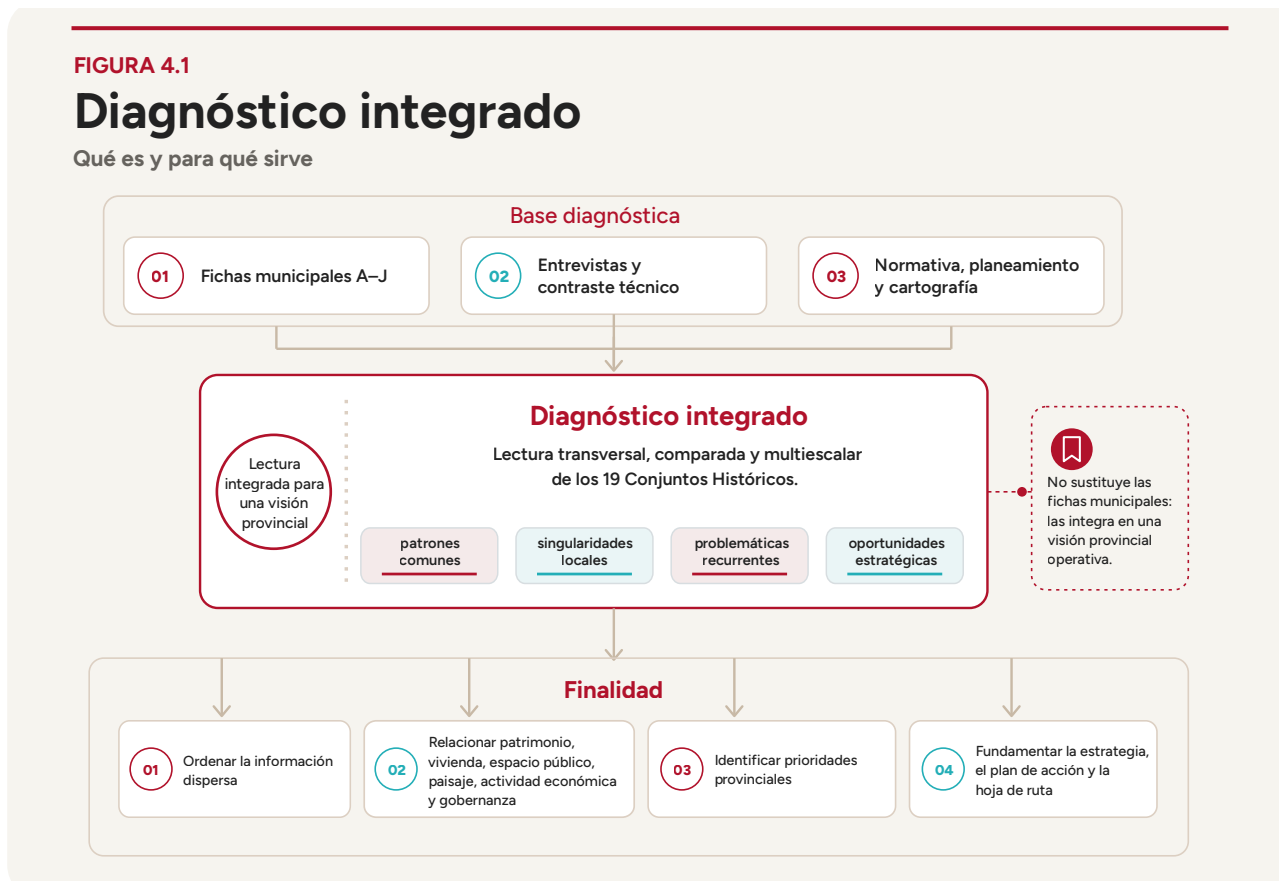 FIGURA 4.1
Diagnóstico integrado
Qué es y para qué sirve
Base diagnóstica
01
Fichas municipales A–J
02
Entrevistas y
contraste técnico
03
Normativa, planeamiento
y cartografía
Lectura
integrada para
una visión
provincial
Diagnóstico integrado
Lectura transversal, comparada y multiescalar
de los 19 Conjuntos Históricos.
patrones
comunes
singularidades
locales
problemáticas
recurrentes
oportunidades
estratégicas
No sustituye las
fichas municipales:
las integra en una
visión provincial
operativa.
Finalidad
01
Ordenar la información
dispersa
02
Relacionar patrimonio,
vivienda, espacio público,
paisaje, actividad económica
y gobernanza
03
Identificar prioridades
provinciales
04
Fundamentar la estrategia,
el plan de acción y la
hoja de ruta